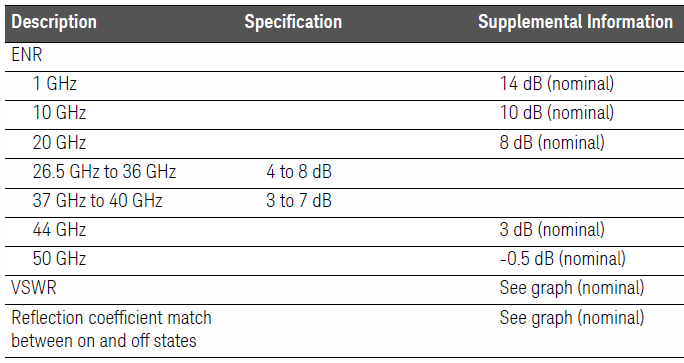 Description Specification Supplemental Information
ENR
1 GHz 14 dB (nominal)
10 GHz 10 dB (nominal)
20 GHz 8 dB (nominal)
26.5 GHz to 36 GHz 4 to 8 dB
37 GHz to 40 GHz 3 to 7 dB
44 GHz 3 dB (nominal)
50 GHz -0.5 dB (nominal)
VSWR See graph (nominal)
Reflection coefficient match See graph (nominal)
between on and off states